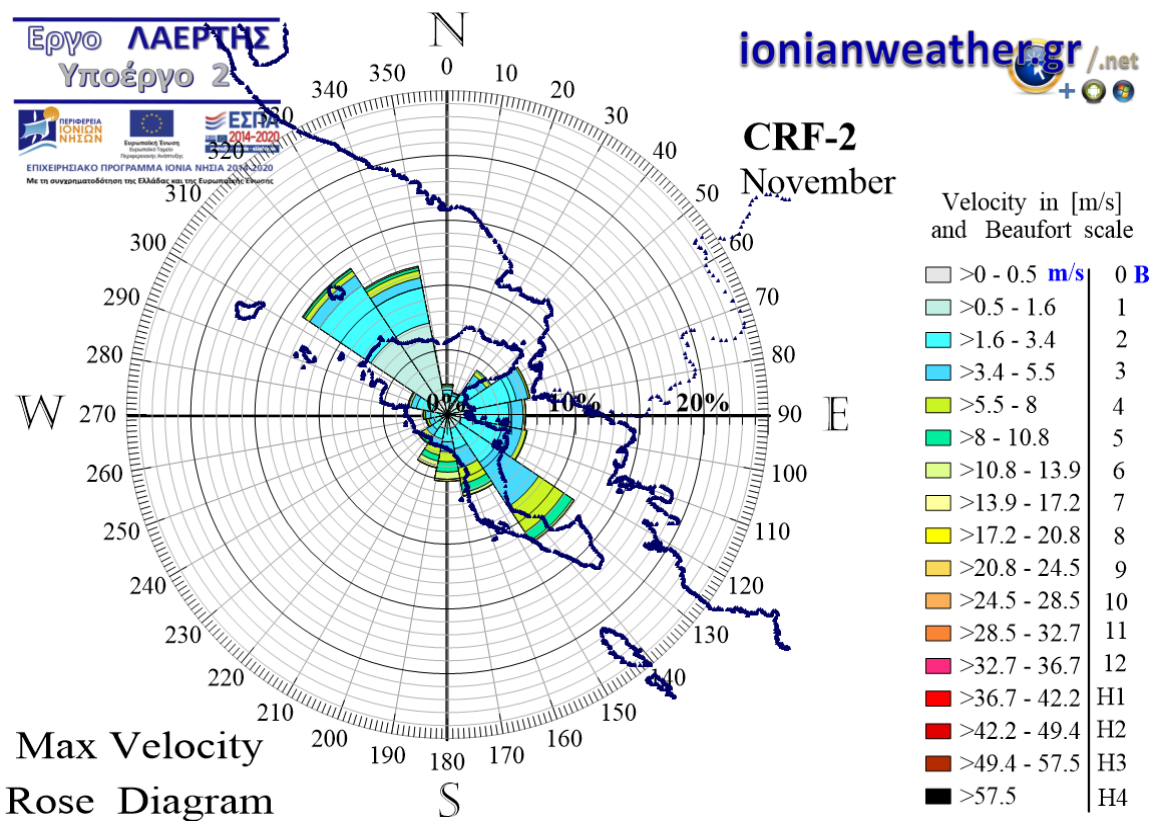 Εργο ΛΑΕΡΤΗΣ
Υποέργο 2
ΠΕΡΙΦΕΡΕΙΑ
ΙΟΝΙΩΝ
ΝΗΣΩΝ
Ευρωπαϊκή Ένωση
Ευρωπαϊκό Ταμείο
Περιφερειακής Ανάπτυξης
ΕΣΠΑ
2014-2020
ΕΠΙΧΕΙΡΗΣΙΑΚΟ ΠΡΟΓΡΑΜΜΑ ΙΟΝΙΑ ΝΗΣΙΑ 2014-2020
Με τη συγχρηματοδότηση της Ελλάδας και της Ευρωπαϊκής Ένωσης
ionianweather.gr /.net
+
CRF-2
November
Velocity in [m/s]
and Beaufort scale
>0 - 0.5 m/s 0 B
>0.5 - 1.6 1
>1.6 - 3.4 2
>3.4 - 5.5 3
>5.5 - 8 4
>8 - 10.8 5
>10.8 - 13.9 6
>13.9 - 17.2 7
>17.2 - 20.8 8
>20.8 - 24.5 9
>24.5 - 28.5 10
>28.5 - 32.7 11
>32.7 - 36.7 12
>36.7 - 42.2 H1
>42.2 - 49.4 H2
>49.4 - 57.5 H3
>57.5 H4
N
0
10
20
30
40
50
60
70
80
90
E
100
110
120
130
140
150
160
170
180
S
190
200
210
220
230
240
250
260
270
W
280
290
300
310
320
330
340
350
0%
10%
20%
Max Velocity
Rose Diagram